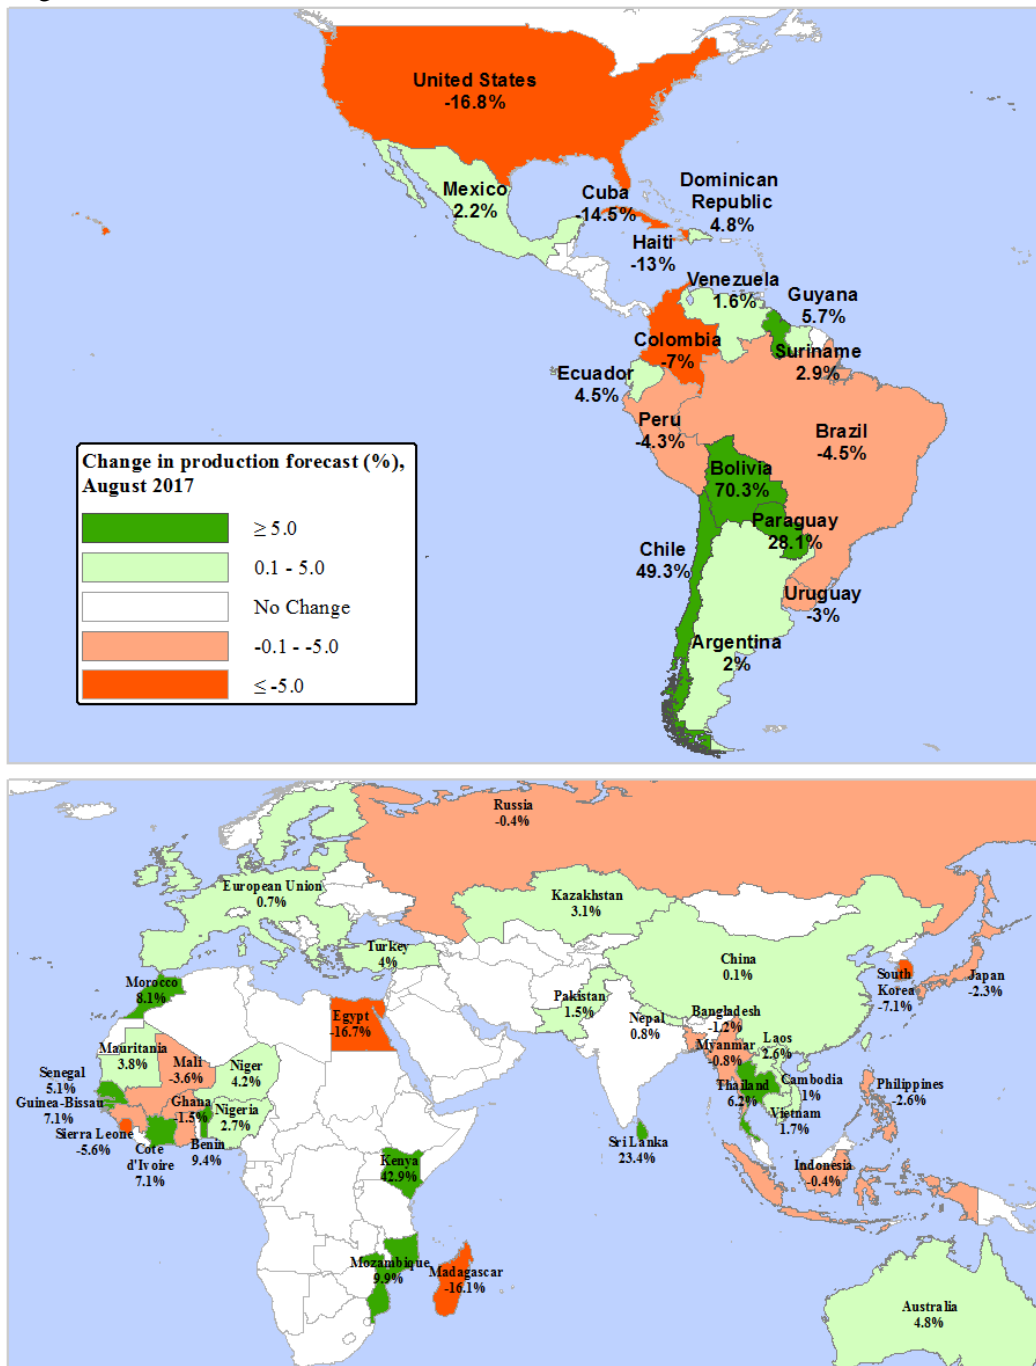 United States
-16.8%
Mexico
2.2%
Cuba
-14.5%
Dominican
Republic
4.8%
Haiti
-13%
Venezuela
1.6%
Guyana
5.7%
Colombia
-7%
Suriname
2.9%
Ecuador
4.5%
Peru
-4.3%
Brazil
-4.5%
Bolivia
70.3%
Paraguay
28.1%
Chile
49.3%
Uruguay
-3%
Argentina
2%
Change in production forecast (%),
August 2017
≥ 5.0
0.1 - 5.0
No Change
-0.1 - -5.0
≤ -5.0
Russia
-0.4%
European Union
0.7%
Kazakhstan
3.1%
Turkey
4%
China
0.1%
Morocco
8.1%
South
Korea
-7.1%
Japan
-2.3%
Egypt
-16.7%
Pakistan
1.5%
Nepal
0.8%
Bangladesh
-1.2%
Myanmar
-0.8%
Laos
2.6%
Mauritania
3.8%
Mali
-3.6%
Niger
4.2%
Senegal
5.1%
Guinea-Bissau
7.1%
Ghana
-1.5%
Nigeria
2.7%
Thailand
6.2%
Cambodia
1%
Philippines
-2.6%
Vietnam
1.7%
Sierra Leone
-5.6%
Cote
d'Ivoire
7.1%
Benin
9.4%
Sri Lanka
23.4%
Kenya
42.9%
Indonesia
-0.4%
Mozambique
9.9%
Madagascar
-16.1%
Australia
4.8%